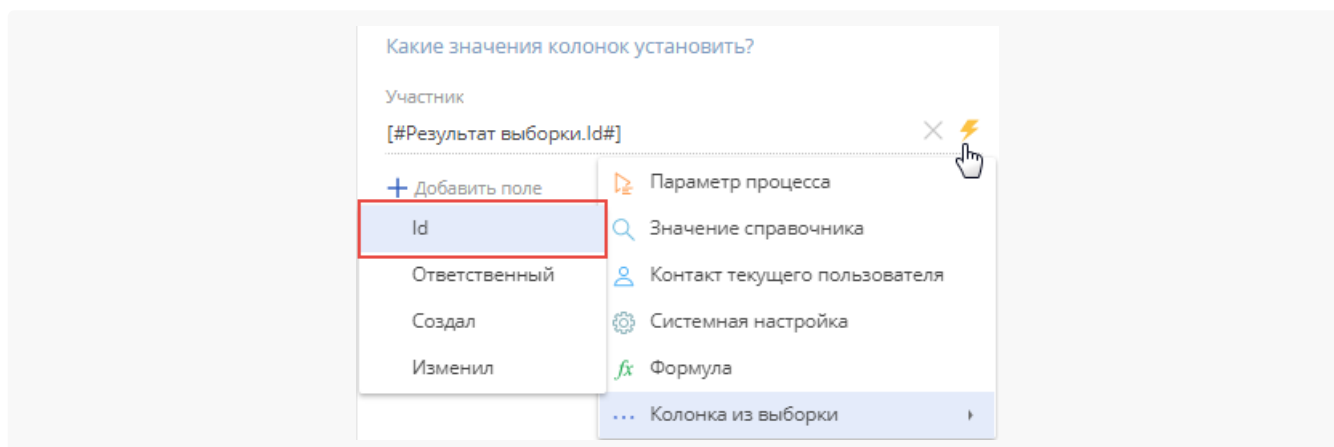 Какие значения колонок установить?
Участник
[#Результат выборки.Id#]
Добавить поле
Id
Ответственный
Создал
Изменил
Параметр процесса
Значение справочника
Контакт текущего пользователя
Системная настройка
fx Формула
Колонка из выборки